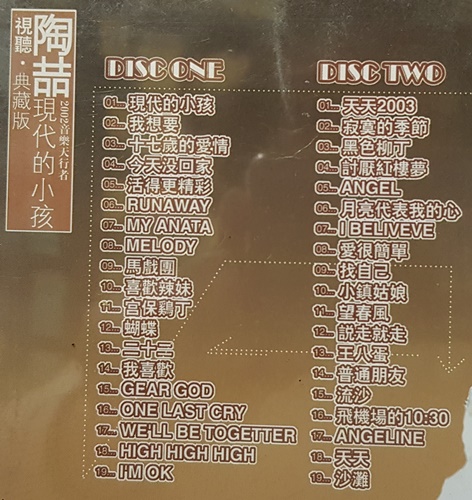 陶喆
現代的小孩
2002音樂天行者
視聽・典藏版
DISC ONE
01... 現代的小孩
02... 我想要
03... 十七歲的愛情
04... 今天没口家
05... 活得更精彩
06... RUNAWAY
07... MY ANATA
08... MELODY
09... 馬戲團
10... 喜歡辣妹
11... 宮保鷄丁
12... 蝴蝶
13... 二十二
14... 我喜歡
15... GEAR GOD
16... ONE LAST CRY
17... WE'LL BE TOGETTER
18... HIGH HIGH HIGH
19... I'M OK
DISC TWO
01... 天天2003
02... 寂寞的季節
03... 黑色柳丁
04... 討厭紅樓夢
05... ANGEL
06... 月亮代表我的心
07... I BELIVEVE
08... 愛很簡單
09... 找自己
10... 小鎮姑娘
11... 望春風
12... 説走就走
13... 王八蛋
14... 普通朋友
15... 流沙
16... 飛機場的10:30
17... ANGELINE
18... 天天
19... 沙灘